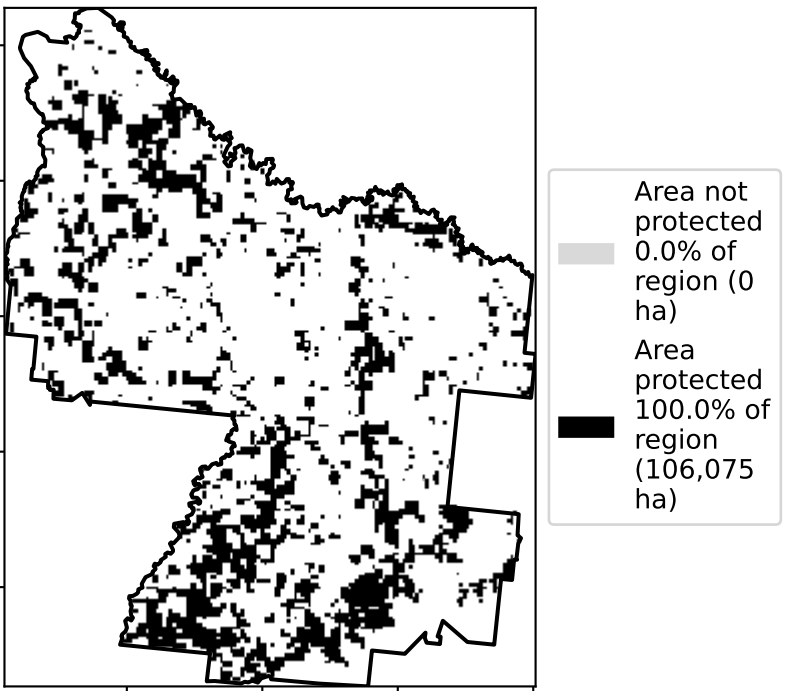 Area not
protected
0.0% of
region (0
ha)
Area
protected
100.0% of
region
(106,075
ha)